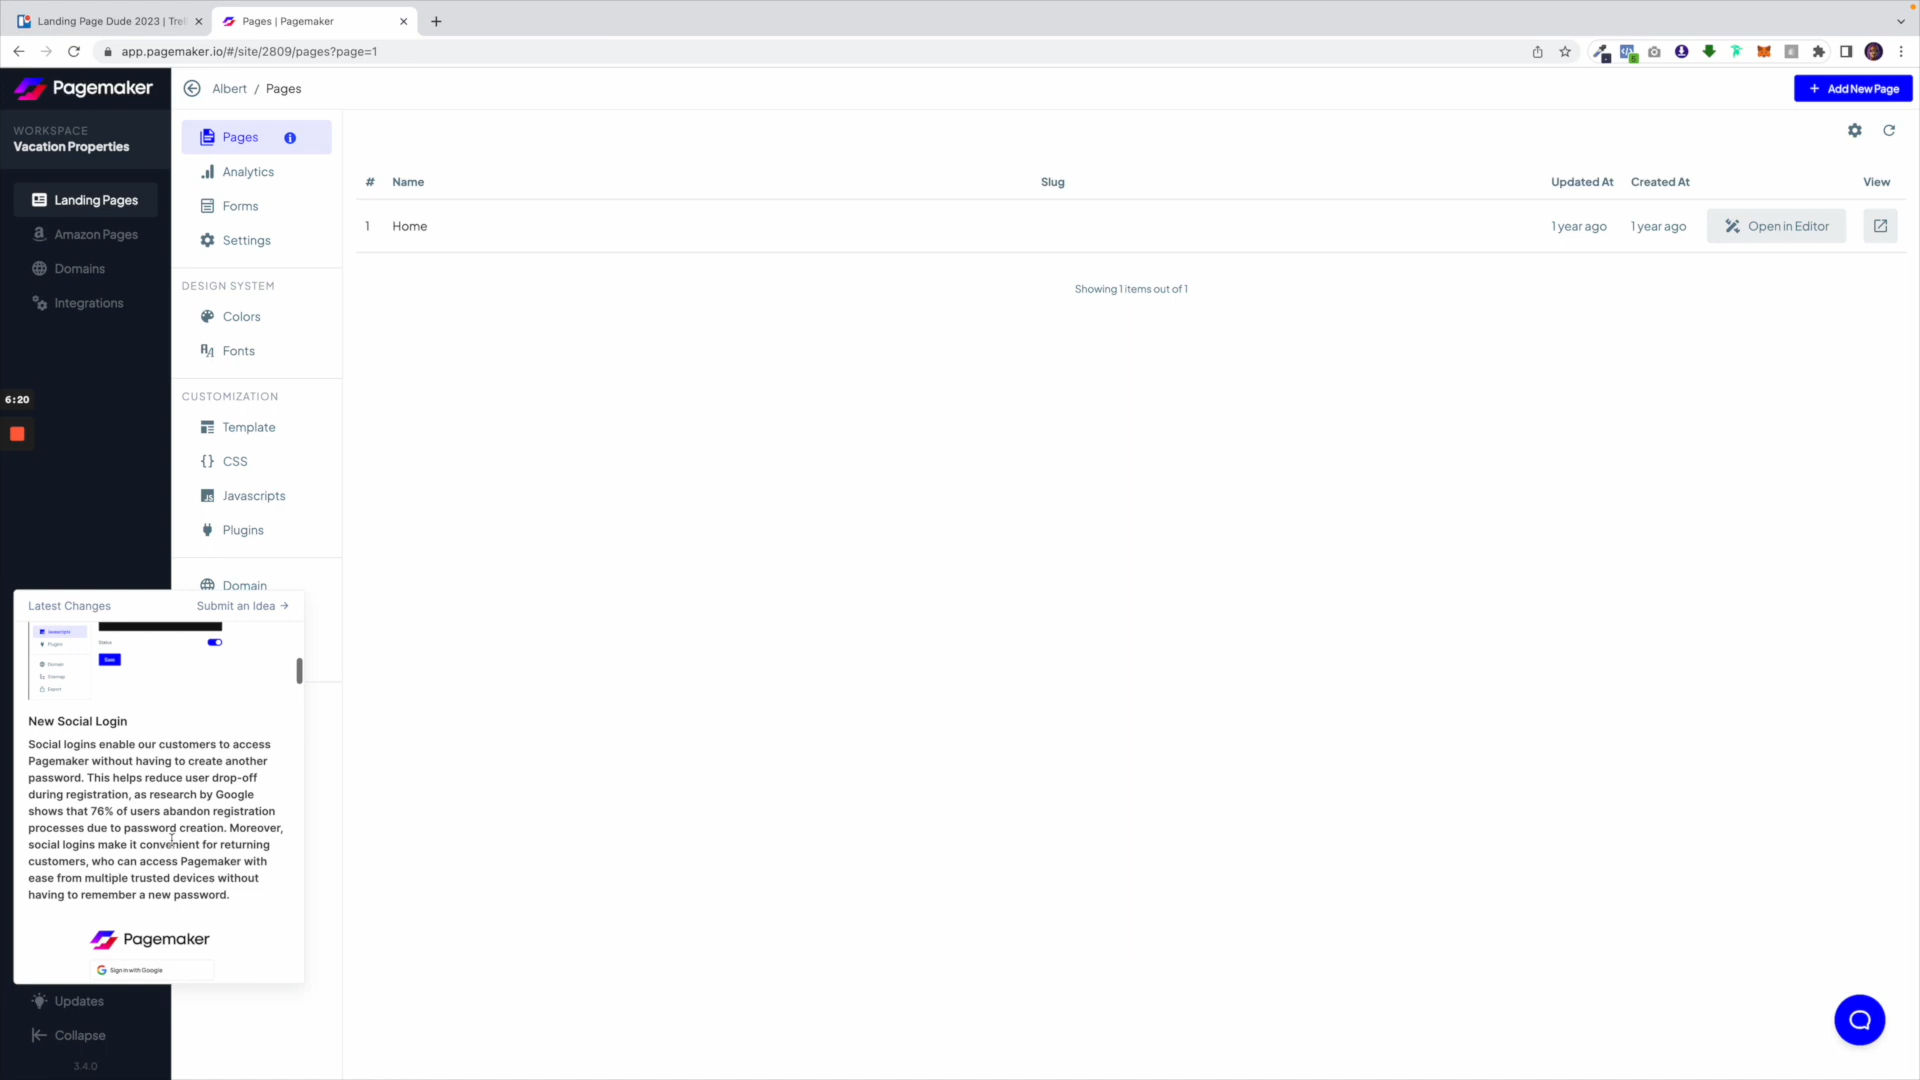 Landing Page Dude 2023 | Trel
Pages | Pagemaker
app.pagemaker.io/#/site/2809/pages?page=1
Pagemaker
Albert / Pages
+ Add New Page
WORKSPACE
Vacation Properties
Landing Pages
Amazon Pages
Domains
Integrations
6:20
Pages
Analytics
Forms
Settings
DESIGN SYSTEM
Colors
Fonts
CUSTOMIZATION
Template
CSS
Javascripts
Plugins
Domain
# Name Slug Updated At Created At View
1 Home 1 year ago 1 year ago Open in Editor
Showing 1 items out of 1
Latest Changes Submit an Idea →
Javascripts
Plugins
Domain
Sitemap
Export
Status
Save
New Social Login
Social logins enable our customers to access
Pagemaker without having to create another
password. This helps reduce user drop-off
during registration, as research by Google
shows that 76% of users abandon registration
processes due to password creation. Moreover,
social logins make it convenient for returning
customers, who can access Pagemaker with
ease from multiple trusted devices without
having to remember a new password.
Pagemaker
Sign in with Google
Updates
Collapse
3.4.0